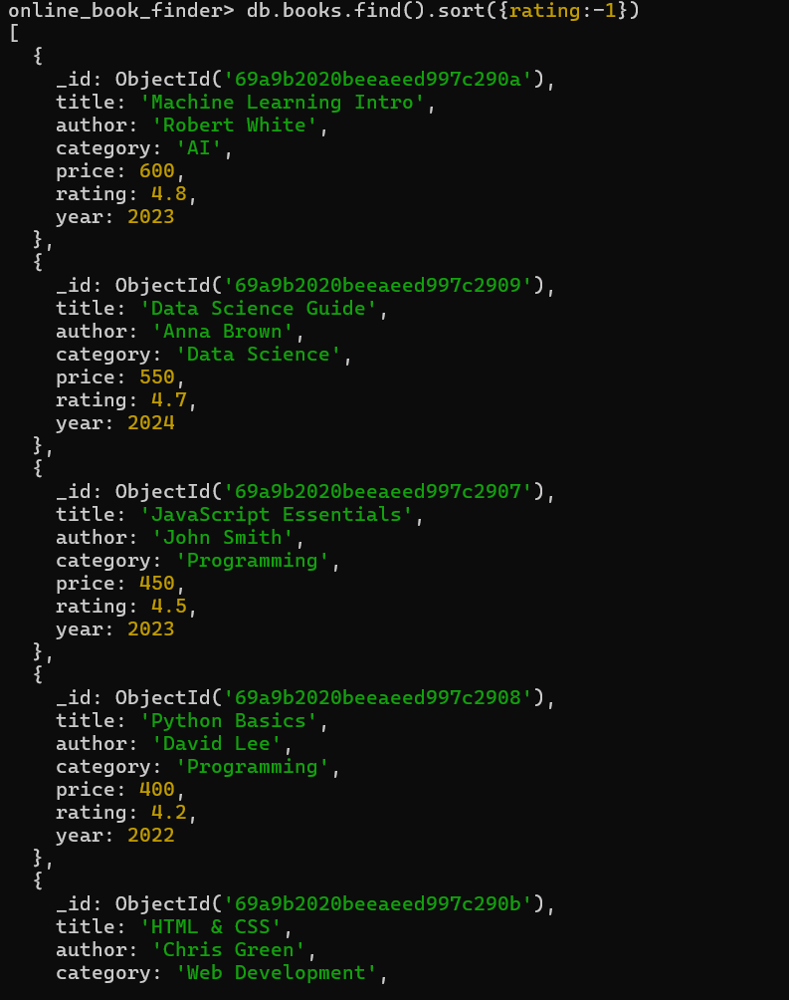 online_book_finder> db.books.find().sort({rating:-1})
[
  {
    _id: ObjectId('69a9b2020beeaeed997c290a'),
    title: 'Machine Learning Intro',
    author: 'Robert White',
    category: 'AI',
    price: 600,
    rating: 4.8,
    year: 2023
  },
  {
    _id: ObjectId('69a9b2020beeaeed997c2909'),
    title: 'Data Science Guide',
    author: 'Anna Brown',
    category: 'Data Science',
    price: 550,
    rating: 4.7,
    year: 2024
  },
  {
    _id: ObjectId('69a9b2020beeaeed997c2907'),
    title: 'JavaScript Essentials',
    author: 'John Smith',
    category: 'Programming',
    price: 450,
    rating: 4.5,
    year: 2023
  },
  {
    _id: ObjectId('69a9b2020beeaeed997c2908'),
    title: 'Python Basics',
    author: 'David Lee',
    category: 'Programming',
    price: 400,
    rating: 4.2,
    year: 2022
  },
  {
    _id: ObjectId('69a9b2020beeaeed997c290b'),
    title: 'HTML & CSS',
    author: 'Chris Green',
    category: 'Web Development',